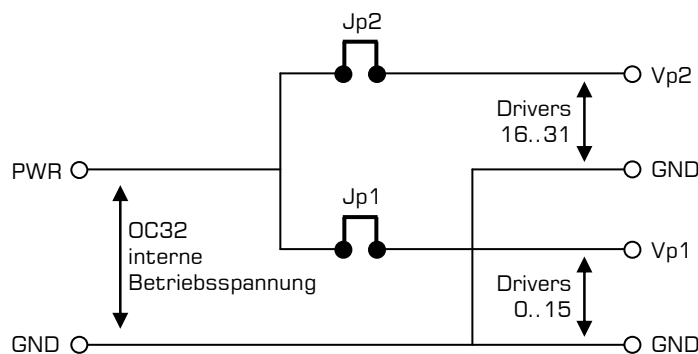 Jp2
Vp2
Drivers
16..31
PWR
GND
Jp1
OC32
interne
Betriebsspannung
Vp1
Drivers
0..15
GND
GND